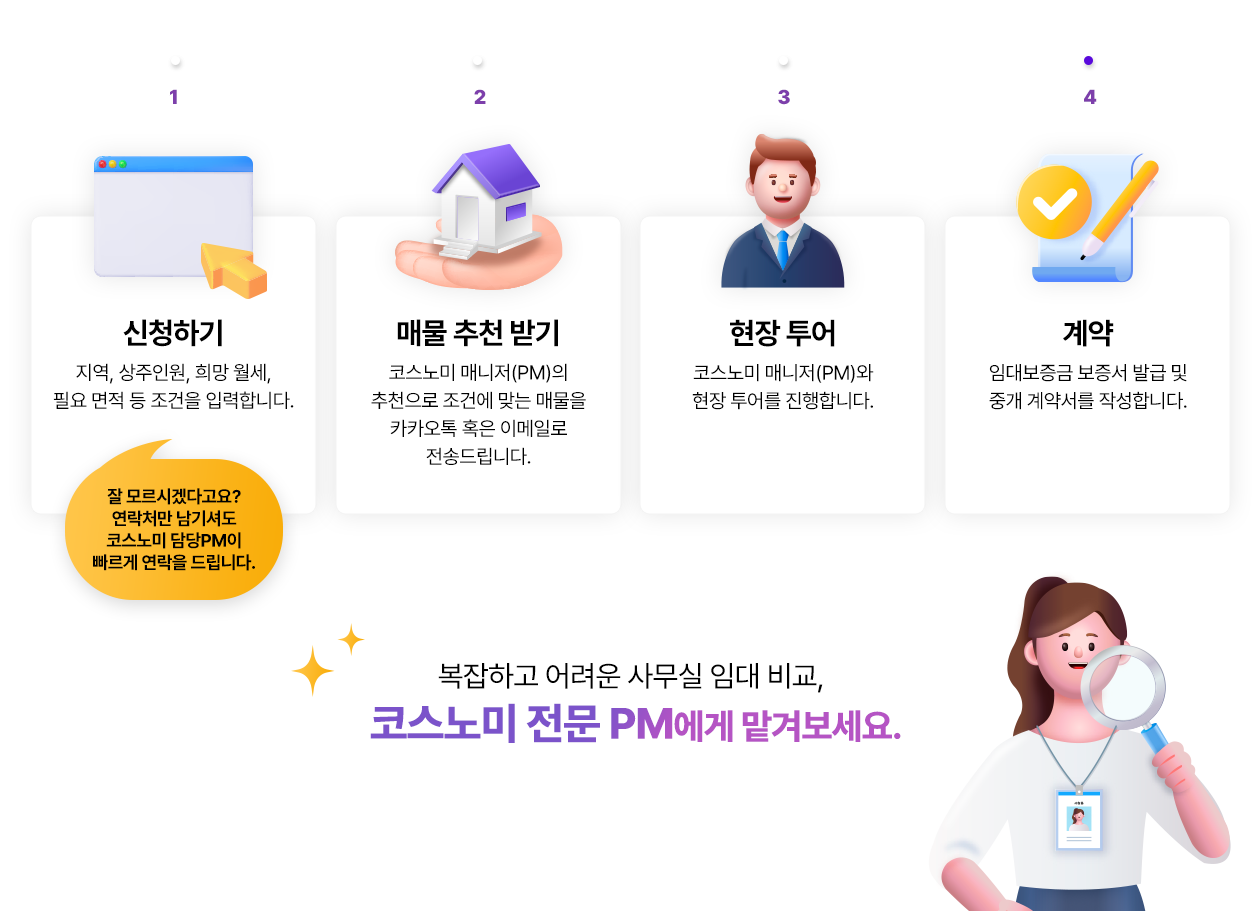 1
2
3
4
신청하기
지역, 상주인원, 희망 월세,
필요 면적 등 조건을 입력합니다.
잘 모르시겠다고요?
연락처만 남기셔도
코스노미 담당PM이
빠르게 연락을 드립니다.
매물 추천 받기
코스노미 매니저(PM)의
추천으로 조건에 맞는 매물을
카카오톡 혹은 이메일로
전송드립니다.
현장 투어
코스노미 매니저(PM)와
현장 투어를 진행합니다.
계약
임대보증금 보증서 발급 및
중개 계약서를 작성합니다.
복잡하고 어려운 사무실 임대 비교,
코스노미 전문 PM에게 맡겨보세요.